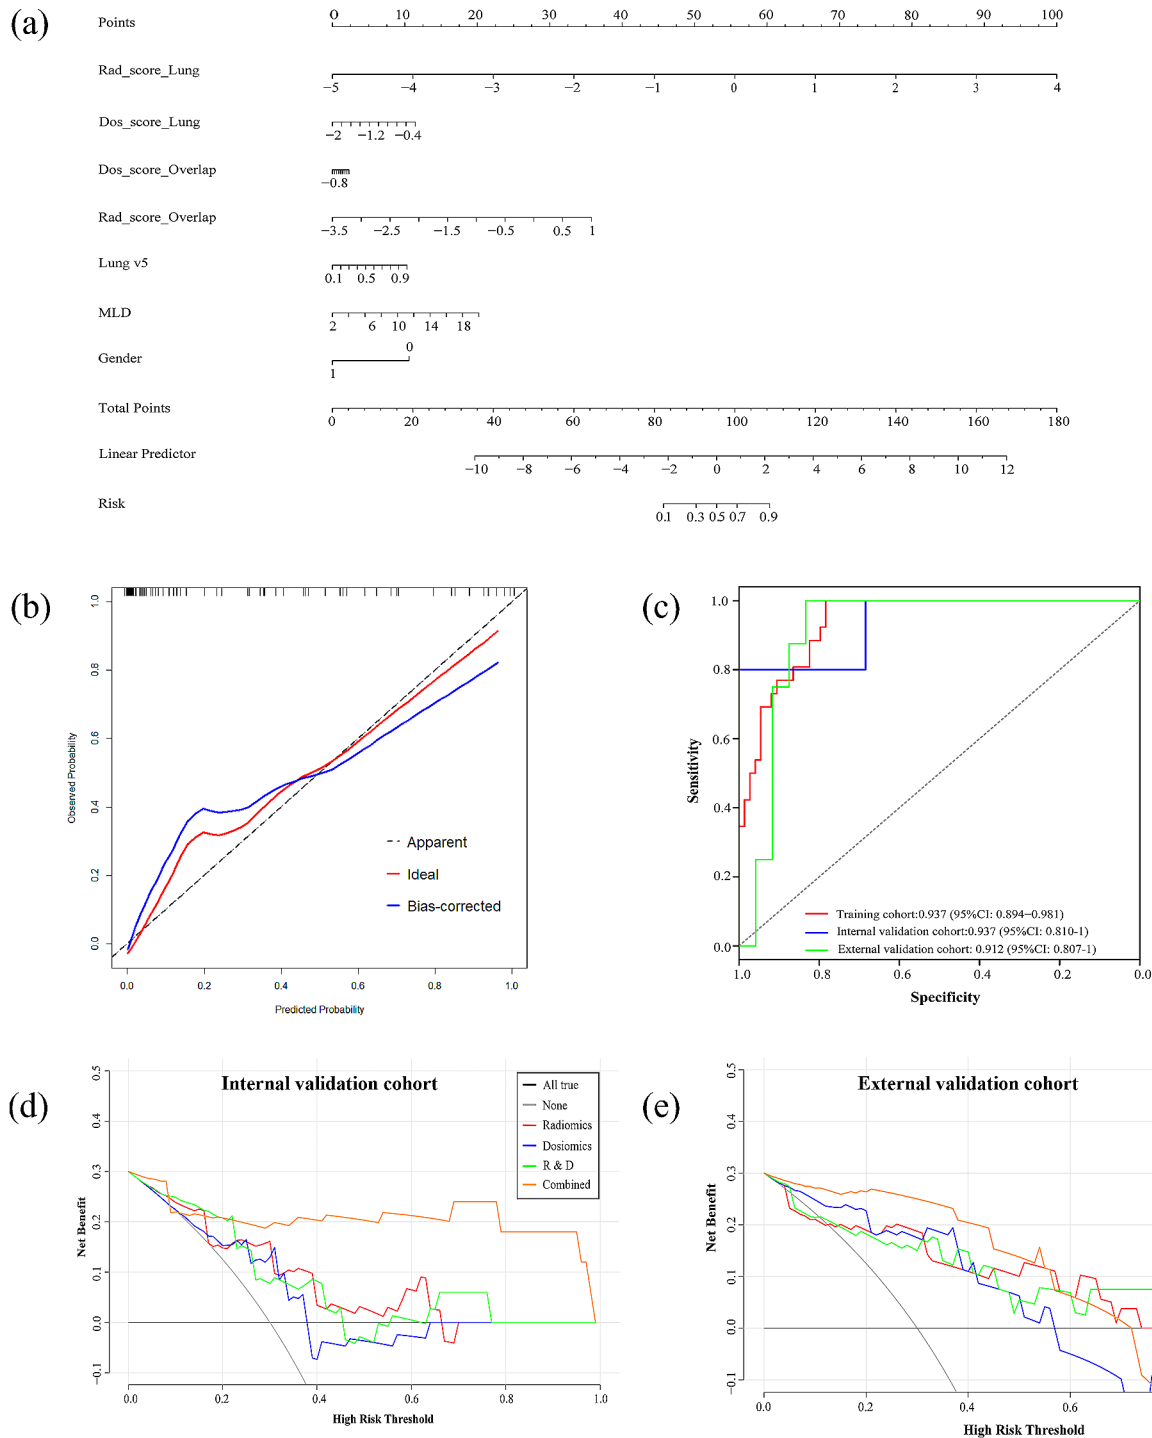 (a)
Points
0 10 20 30 40 50 60 70 80 90 100
Rad_score_Lung
−5 −4 −3 −2 −1 0 1 2 3 4
Dos_score_Lung
−2 −1.2 −0.4
Dos_score_Overlap
−0.8
Rad_score_Overlap
−3.5 −2.5 −1.5 −0.5 0.5 1
Lung v5
0.1 0.5 0.9
MLD
2 6 8 10 12 14 16 18
Gender
0
1
Total Points
0 20 40 60 80 100 120 140 160 180
Linear Predictor
−10 −8 −6 −4 −2 0 2 4 6 8 10 12
Risk
0.1 0.3 0.5 0.7 0.9
(b)
Observed Probability
1.0
0.8
0.6
0.4
0.2
0.0
Apparent
Ideal
Bias-corrected
0.0 0.2 0.4 0.6 0.8 1.0
Predicted Probability
(c)
Sensitivity
1.0
0.8
0.6
0.4
0.2
0.0
Training cohort:0.937 (95%CI: 0.894−0.981)
Internal validation cohort:0.937 (95%CI: 0.810-1)
External validation cohort: 0.912 (95%CI: 0.807-1)
1.0 0.8 0.6 0.4 0.2 0.0
Specificity
(d)
Internal validation cohort
Net Benefit
0.5
0.4
0.3
0.2
0.1
0.0
−0.1
All true
None
Radiomics
Dosiomics
R & D
Combined
0.0 0.2 0.4 0.6 0.8 1.0
High Risk Threshold
(e)
External validation cohort
Net Benefit
0.5
0.4
0.3
0.2
0.1
0.0
−0.1
0.0 0.2 0.4 0.6
High Risk Threshold